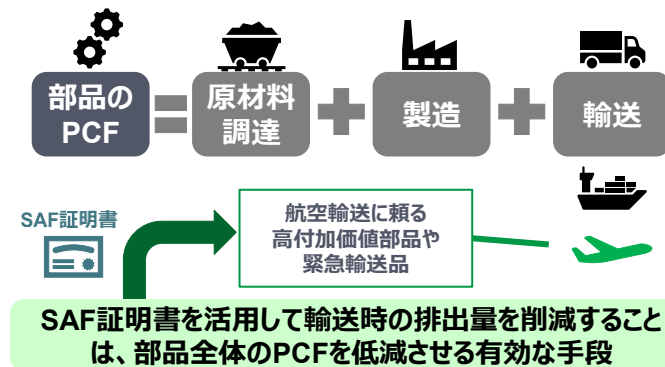 部品の
PCF
=
原材料
調達
+
製造
+
輸送
SAF証明書
航空輸送に頼る
高付加価値部品や
緊急輸送品
SAF証明書を活用して輸送時の排出量を削減すること
は、部品全体のPCFを低減させる有効な手段